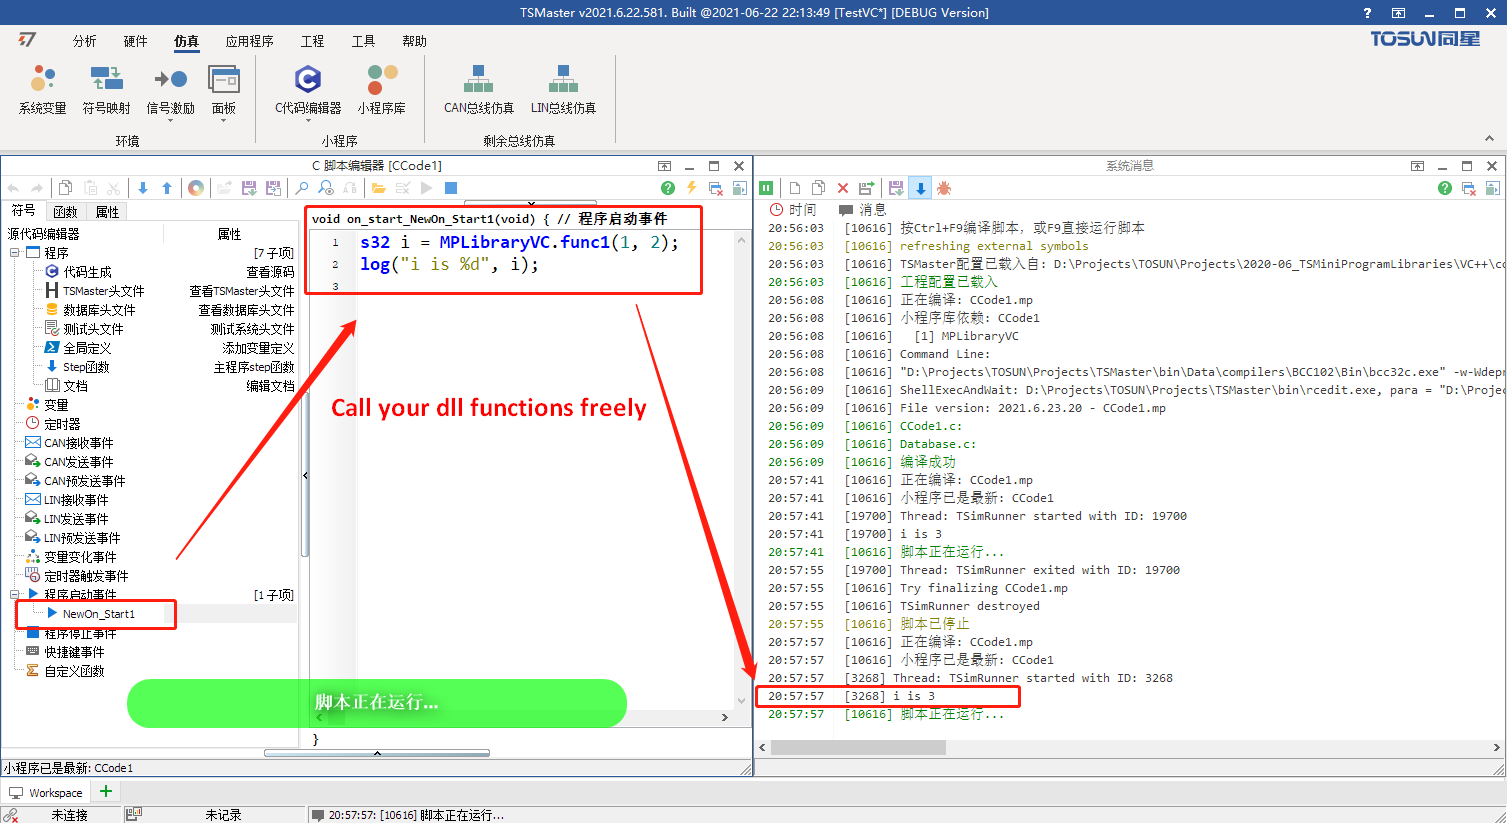 TSMaster v2021.6.22.581. Built @2021-06-22 22:13:49 [TestVC*] [DEBUG Version]
分析 硬件 仿真 应用程序 工程 工具 帮助
TOSUN同星
系统变量 符号映射 信号激励 面板 C代码编辑器 小程序库 CAN总线仿真 LIN总线仿真
环境 小程序 剩余总线仿真
C 脚本编辑器 [CCode1]
符号 函数 属性
源代码编辑器 属性
程序 [7 子项]
代码生成 查看源码
TSMaster头文件 查看TSMaster头文件
数据库头文件 查看数据库头文件
测试头文件 测试系统头文件
全局定义 添加变量定义
Step函数 主程序step函数
文档 编辑文档
变量
定时器
CAN接收事件
CAN发送事件
CAN预发送事件
LIN接收事件
LIN发送事件
LIN预发送事件
变量变化事件
定时器触发事件
程序启动事件 [1 子项]
NewOn_Start1
程序停止事件
快捷键事件
自定义函数
void on_start_NewOn_Start1(void) { // 程序启动事件
1 s32 i = MPLibraryVC.func1(1, 2);
2 log("i is %d", i);
3
Call your dll functions freely
脚本正在运行...
}
小程序已是最新: CCode1
系统消息
时间 消息
20:56:03 [10616] 按Ctrl+F9编译脚本，或F9直接运行脚本
20:56:03 [10616] refreshing external symbols
20:56:03 [10616] TSMaster配置已载入自: D:\Projects\TOSUN\Projects\2020-06_TSMiniProgramLibraries\VC++\co
20:56:03 [10616] 工程配置已载入
20:56:08 [10616] 正在编译: CCode1.mp
20:56:08 [10616] 小程序库依赖: CCode1
20:56:08 [10616] [1] MPLibraryVC
20:56:08 [10616] Command Line:
20:56:08 [10616] "D:\Projects\TOSUN\Projects\TSMaster\bin\Data\compilers\BCC102\Bin\bcc32c.exe" -w-Wdepr
20:56:09 [10616] ShellExecAndWait: D:\Projects\TOSUN\Projects\TSMaster\bin\rcedit.exe, para = "D:\Projec
20:56:09 [10616] File version: 2021.6.23.20 - CCode1.mp
20:56:09 [10616] CCode1.c:
20:56:09 [10616] Database.c:
20:56:09 [10616] 编译成功
20:57:41 [10616] 正在编译: CCode1.mp
20:57:41 [10616] 小程序已是最新: CCode1
20:57:41 [19700] Thread: TSimRunner started with ID: 19700
20:57:41 [19700] i is 3
20:57:41 [10616] 脚本正在运行...
20:57:55 [19700] Thread: TSimRunner exited with ID: 19700
20:57:55 [10616] Try finalizing CCode1.mp
20:57:55 [10616] TSimRunner destroyed
20:57:55 [10616] 脚本已停止
20:57:57 [10616] 正在编译: CCode1.mp
20:57:57 [10616] 小程序已是最新: CCode1
20:57:57 [3268] Thread: TSimRunner started with ID: 3268
20:57:57 [3268] i is 3
20:57:57 [10616] 脚本正在运行...
Workspace
未连接 未记录 20:57:57: [10616] 脚本正在运行...